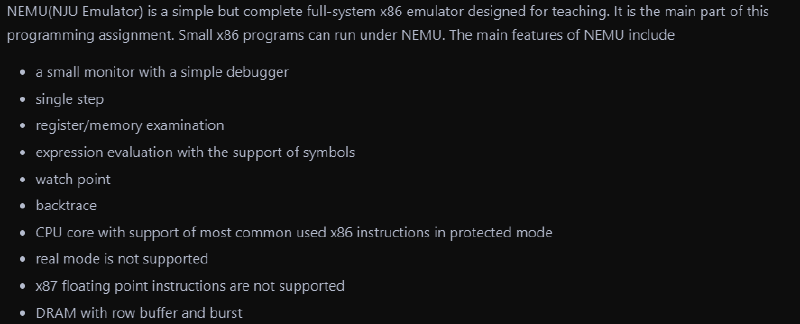 NEMU(NJU Emulator) is a simple but complete full-system x86 emulator designed for teaching. It is the main part of this
programming assignment. Small x86 programs can run under NEMU. The main features of NEMU include
• a small monitor with a simple debugger
• single step
• register/memory examination
• expression evaluation with the support of symbols
• watch point
• backtrace
• CPU core with support of most common used x86 instructions in protected mode
• real mode is not supported
• x87 floating point instructions are not supported
• DRAM with row buffer and burst